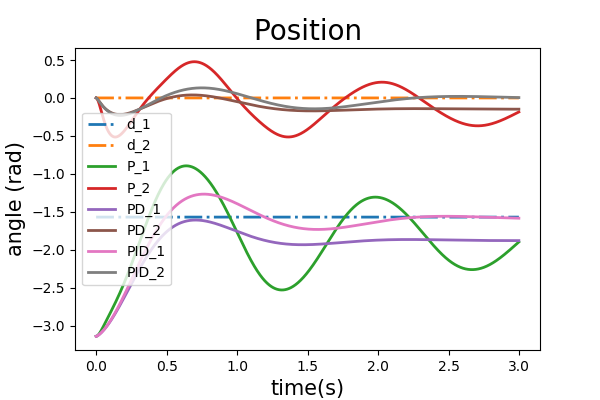 Position
angle (rad)
0.5
0.0
−0.5
−1.0
−1.5
−2.0
−2.5
−3.0
d_1
d_2
P_1
P_2
PD_1
PD_2
PID_1
PID_2
0.0 0.5 1.0 1.5 2.0 2.5 3.0
time(s)